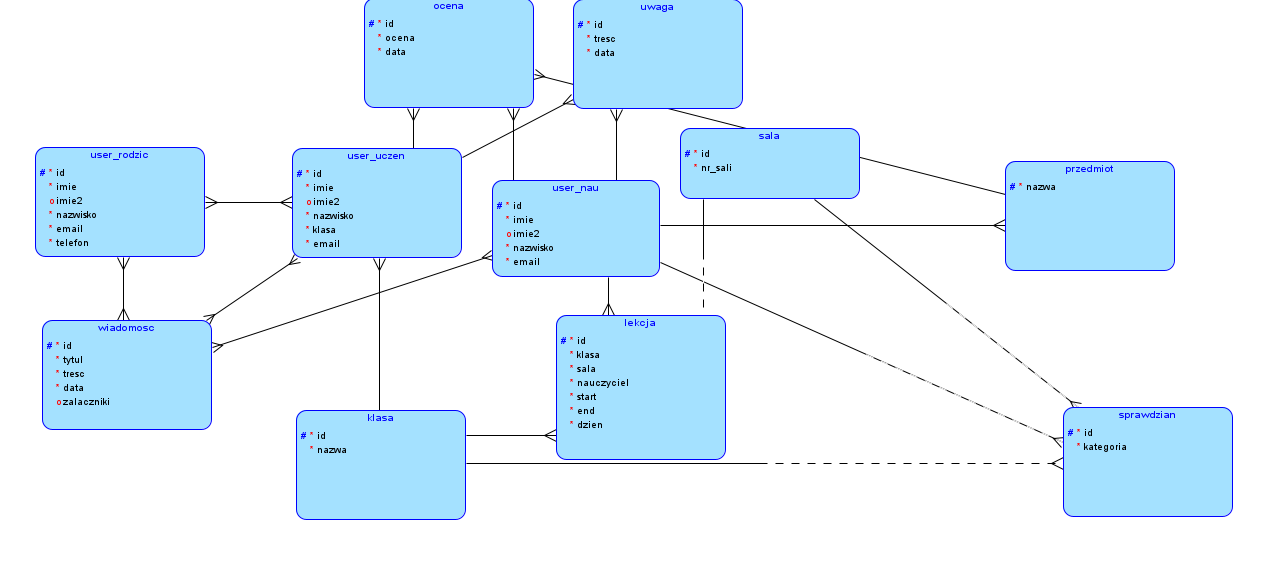 ocena
# * id
* ocena
* data
uwaga
# * id
* tresc
* data
sala
# * id
* nr_sali
user_rodzic
# * id
* imie
o imie2
* nazwisko
* email
* telefon
user_uczen
# * id
* imie
o imie2
* nazwisko
* klasa
* email
user_nau
# * id
* imie
o imie2
* nazwisko
* email
przedmiot
# * nazwa
wiadomosc
# * id
* tytul
* tresc
* data
o zalaczniki
lekcja
# * id
* klasa
* sala
* nauczyciel
* start
* end
* dzien
klasa
# * id
* nazwa
sprawdzian
# * id
* kategoria